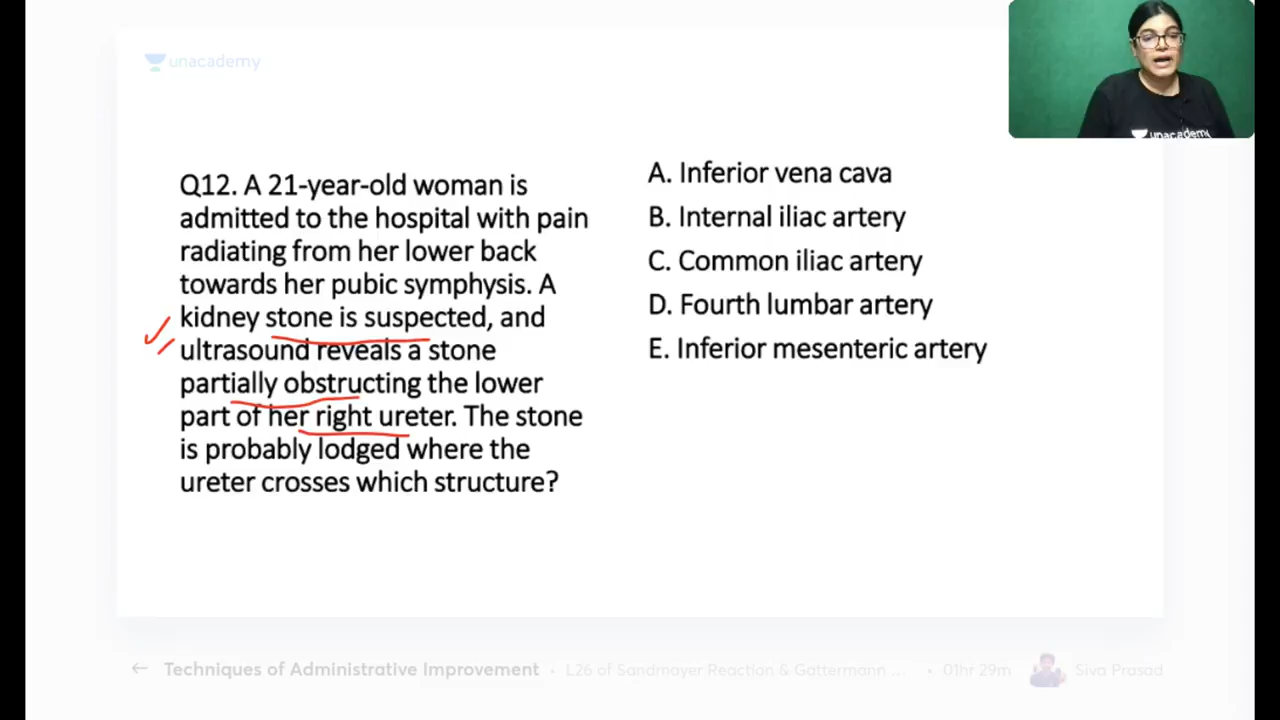 unacademy
unacademy
Q12. A 21-year-old woman is
admitted to the hospital with pain
radiating from her lower back
towards her pubic symphysis. A
kidney stone is suspected, and
ultrasound reveals a stone
partially obstructing the lower
part of her right ureter. The stone
is probably lodged where the
ureter crosses which structure?
A. Inferior vena cava
B. Internal iliac artery
C. Common iliac artery
D. Fourth lumbar artery
E. Inferior mesenteric artery
Techniques of Administrative Improvement • L26 of Sandmayer Reaction & Gattermann ... • 01hr 29m Siva Prasad